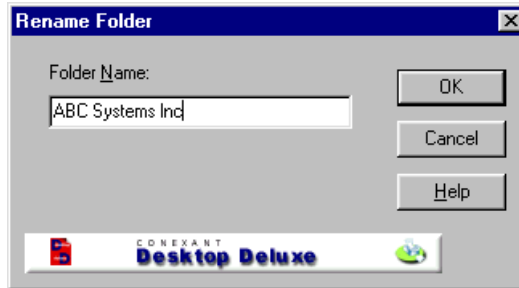 Rename Folder
Folder Name:
ABC Systems Inc
OK
Cancel
Help
CONEXANT
Desktop Deluxe